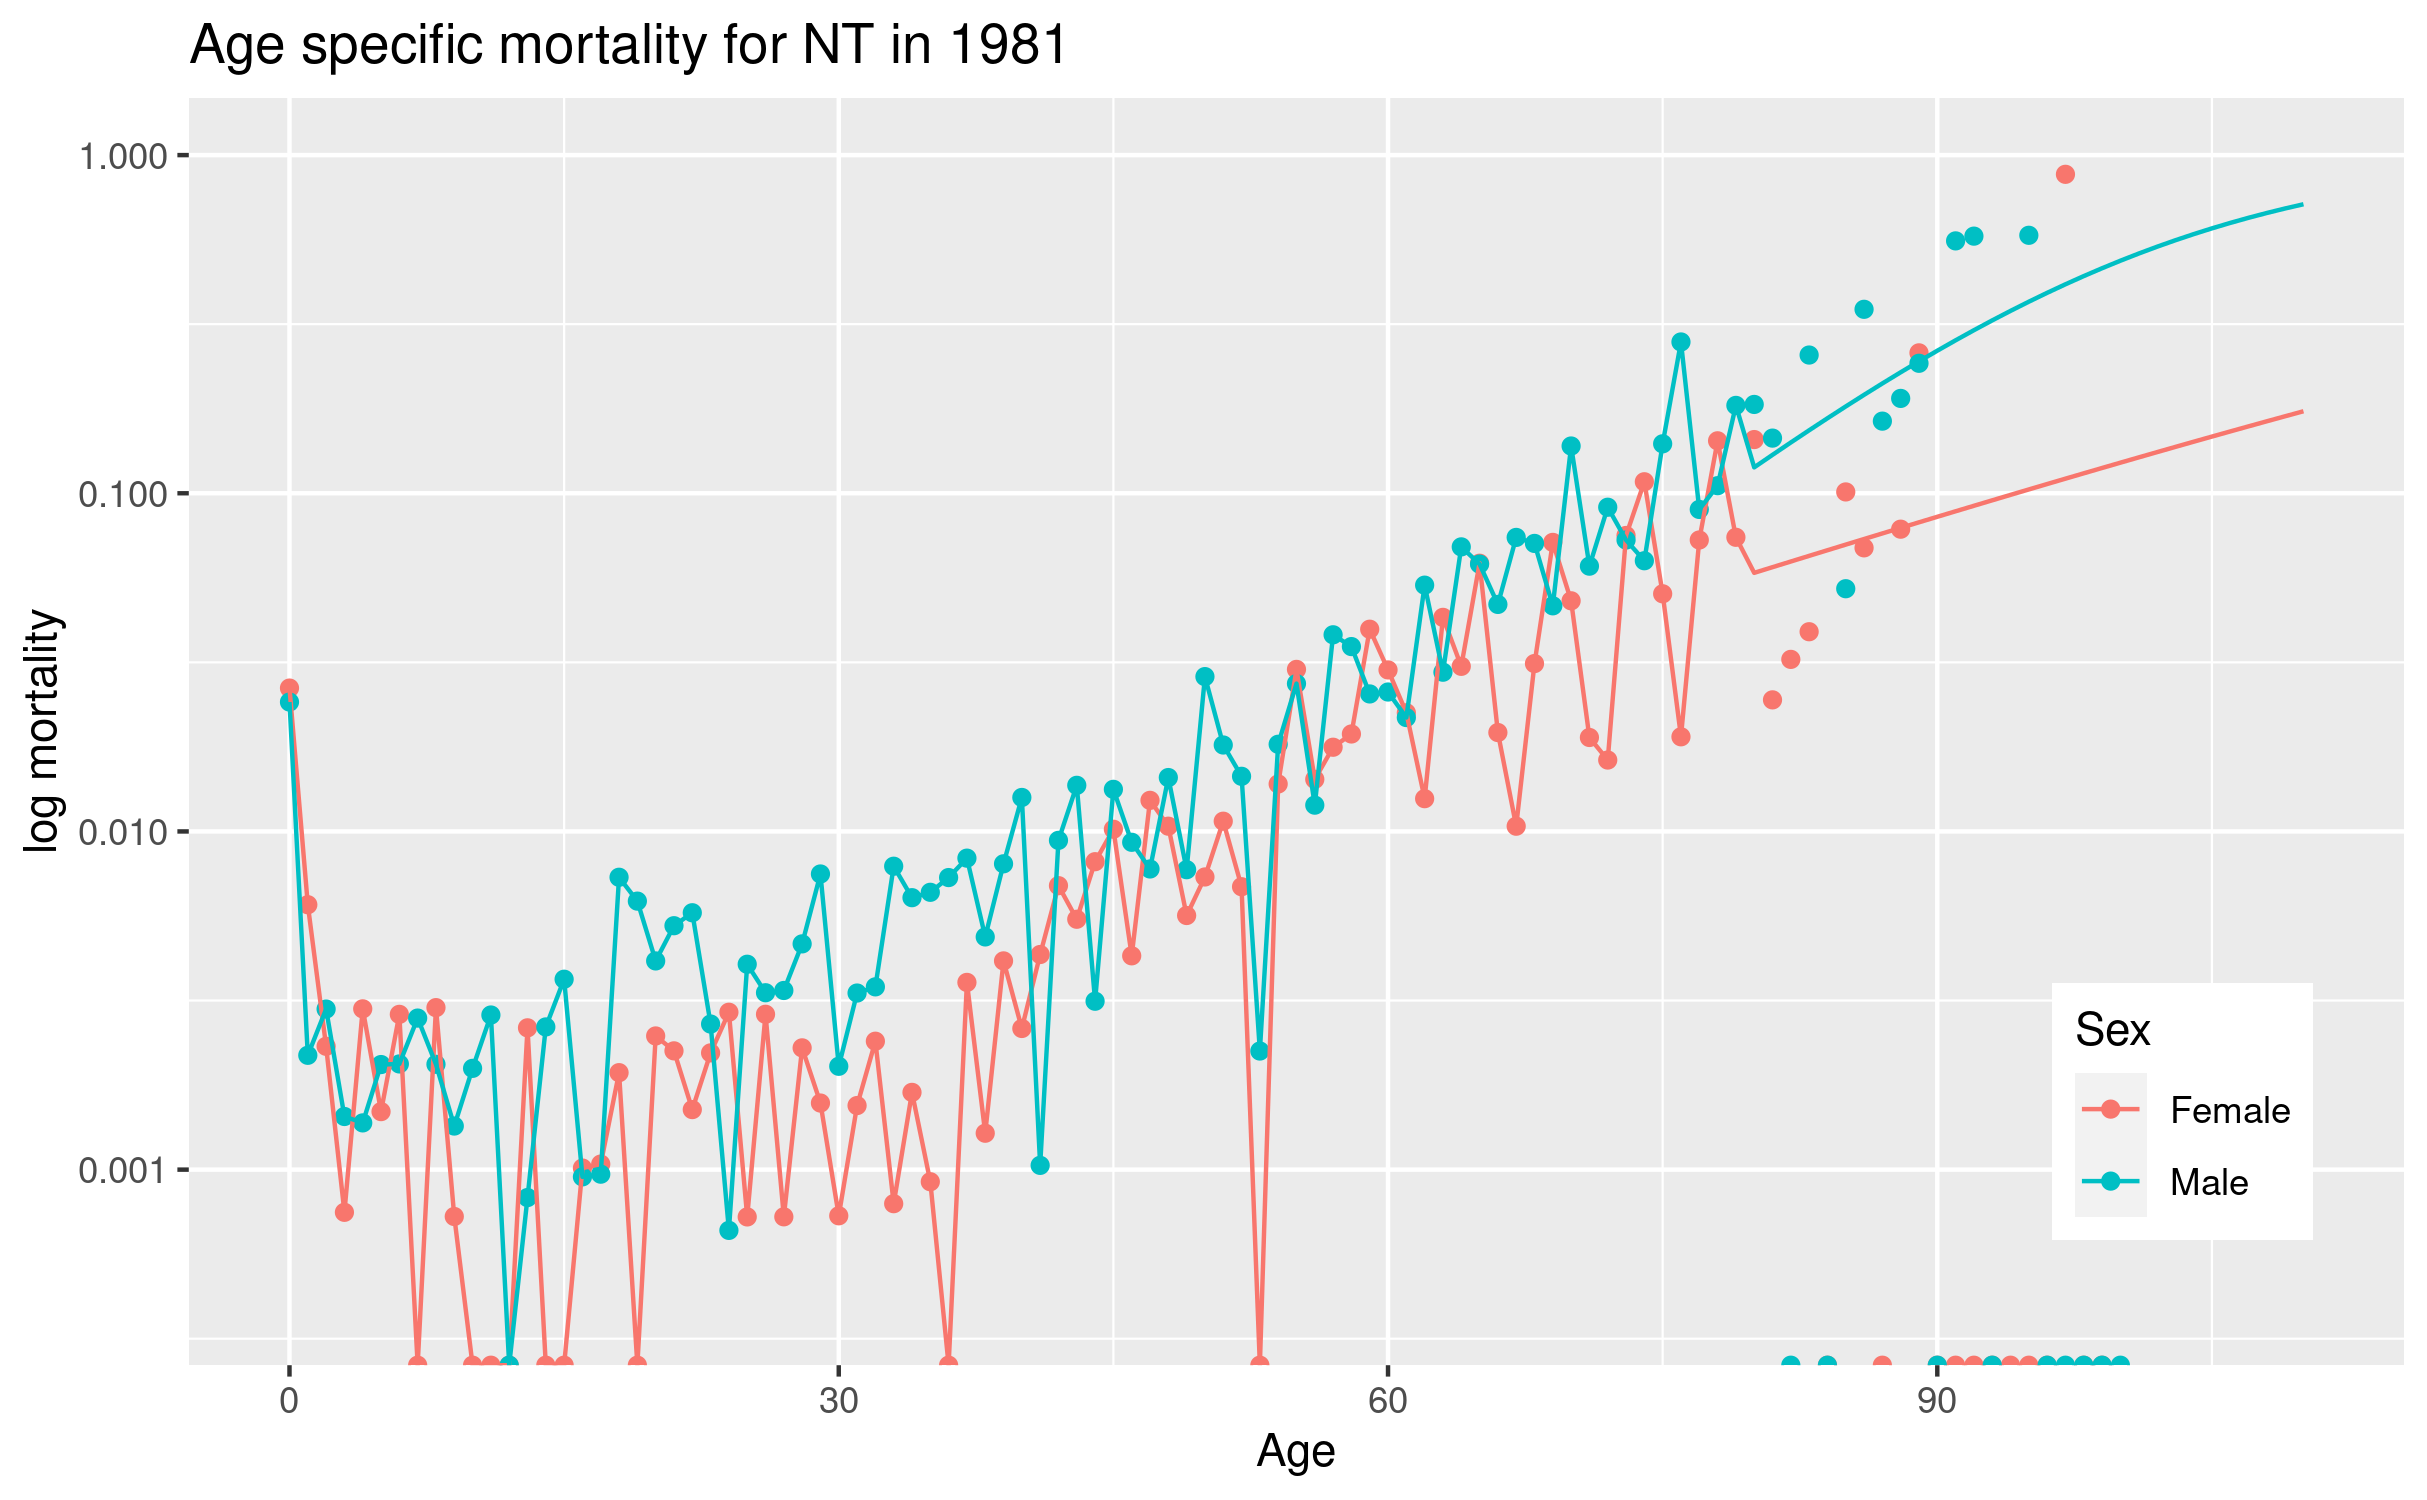 Age specific mortality for NT in 1981
log mortality
1.000
0.100
0.010
0.001
0
30
60
90
Age
Sex
Female
Male